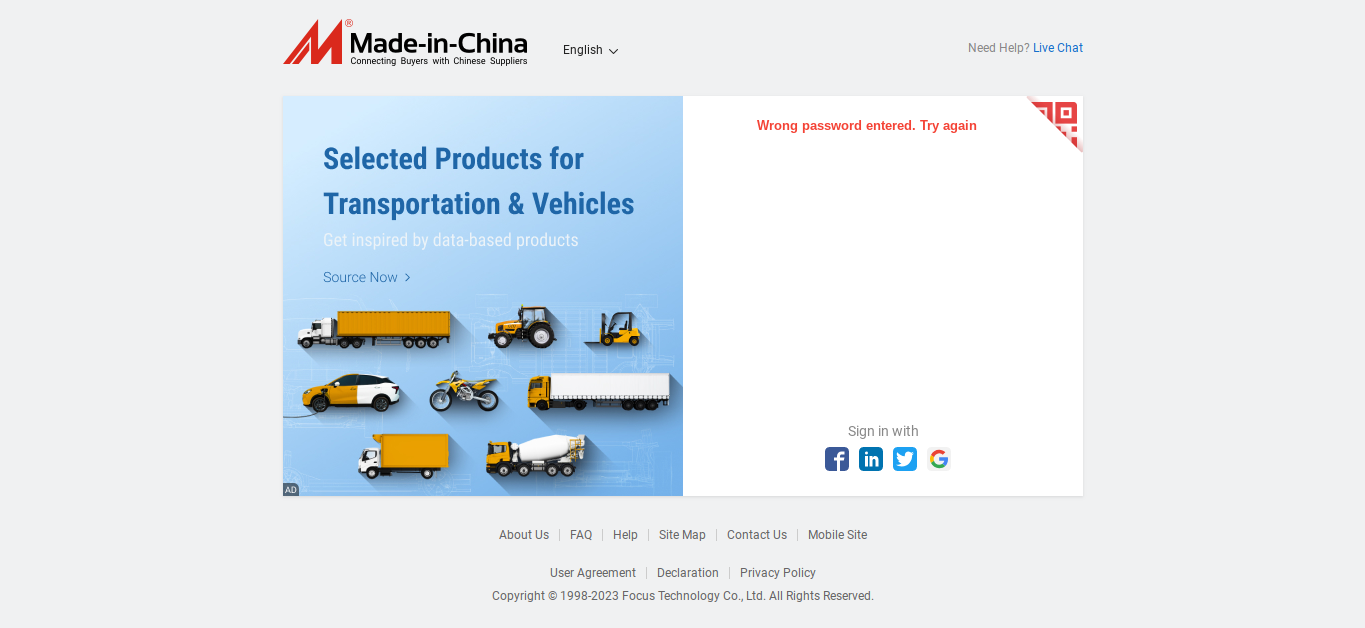 Made-in-China®
Connecting Buyers with Chinese Suppliers
English
Need Help? Live Chat
Selected Products for
Transportation & Vehicles
Get inspired by data-based products
Source Now
AD
Wrong password entered. Try again
Sign in with
About Us
FAQ
Help
Site Map
Contact Us
Mobile Site
User Agreement
Declaration
Privacy Policy
Copyright © 1998-2023 Focus Technology Co., Ltd. All Rights Reserved.